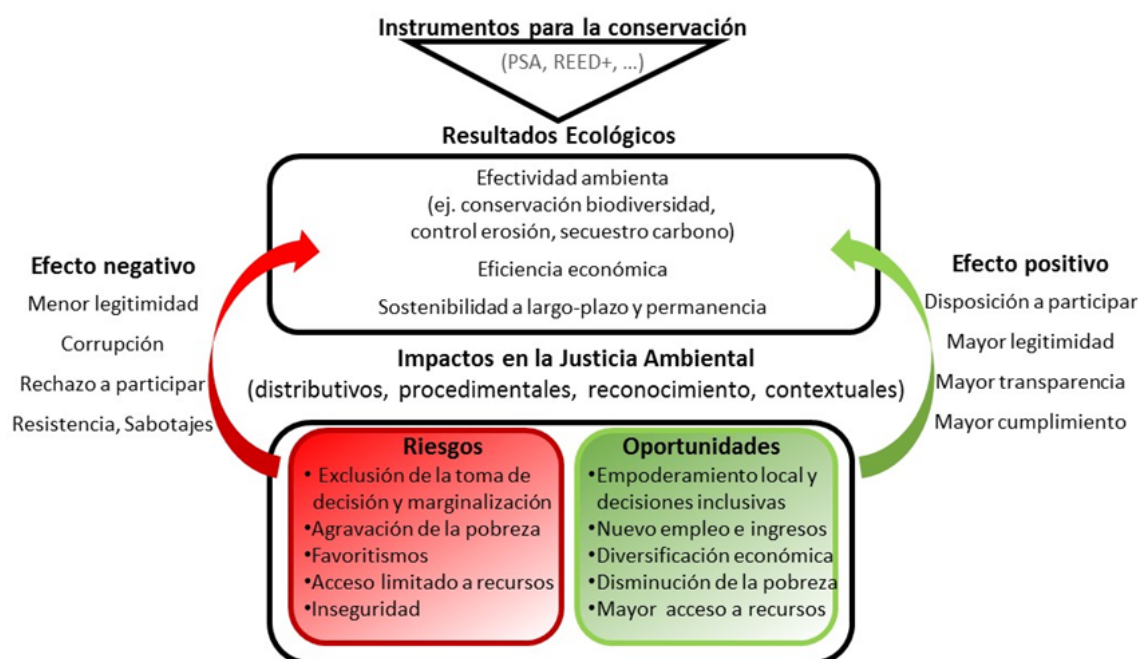 Instrumentos para la conservación
(PSA, REED+, ...)
Resultados Ecológicos
Efectividad ambienta
(ej. conservación biodiversidad,
control erosión, secuestro carbono)
Eficiencia económica
Sostenibilidad a largo-plazo y permanencia
Efecto negativo
Menor legitimidad
Corrupción
Rechazo a participar
Resistencia, Sabotajes
Efecto positivo
Disposición a participar
Mayor legitimidad
Mayor transparencia
Mayor cumplimiento
Impactos en la Justicia Ambiental
(distributivos, procedimentales, reconocimiento, contextuales)
Riesgos
• Exclusión de la toma de
decisión y marginalización
•Agravación de la pobreza
•Favoritismos
•Acceso limitado a recursos
•Inseguridad
Oportunidades
•Empoderamiento local y
decisiones inclusivas
•Nuevo empleo e ingresos
•Diversificación económica
•Disminución de la pobreza
•Mayor acceso a recursos